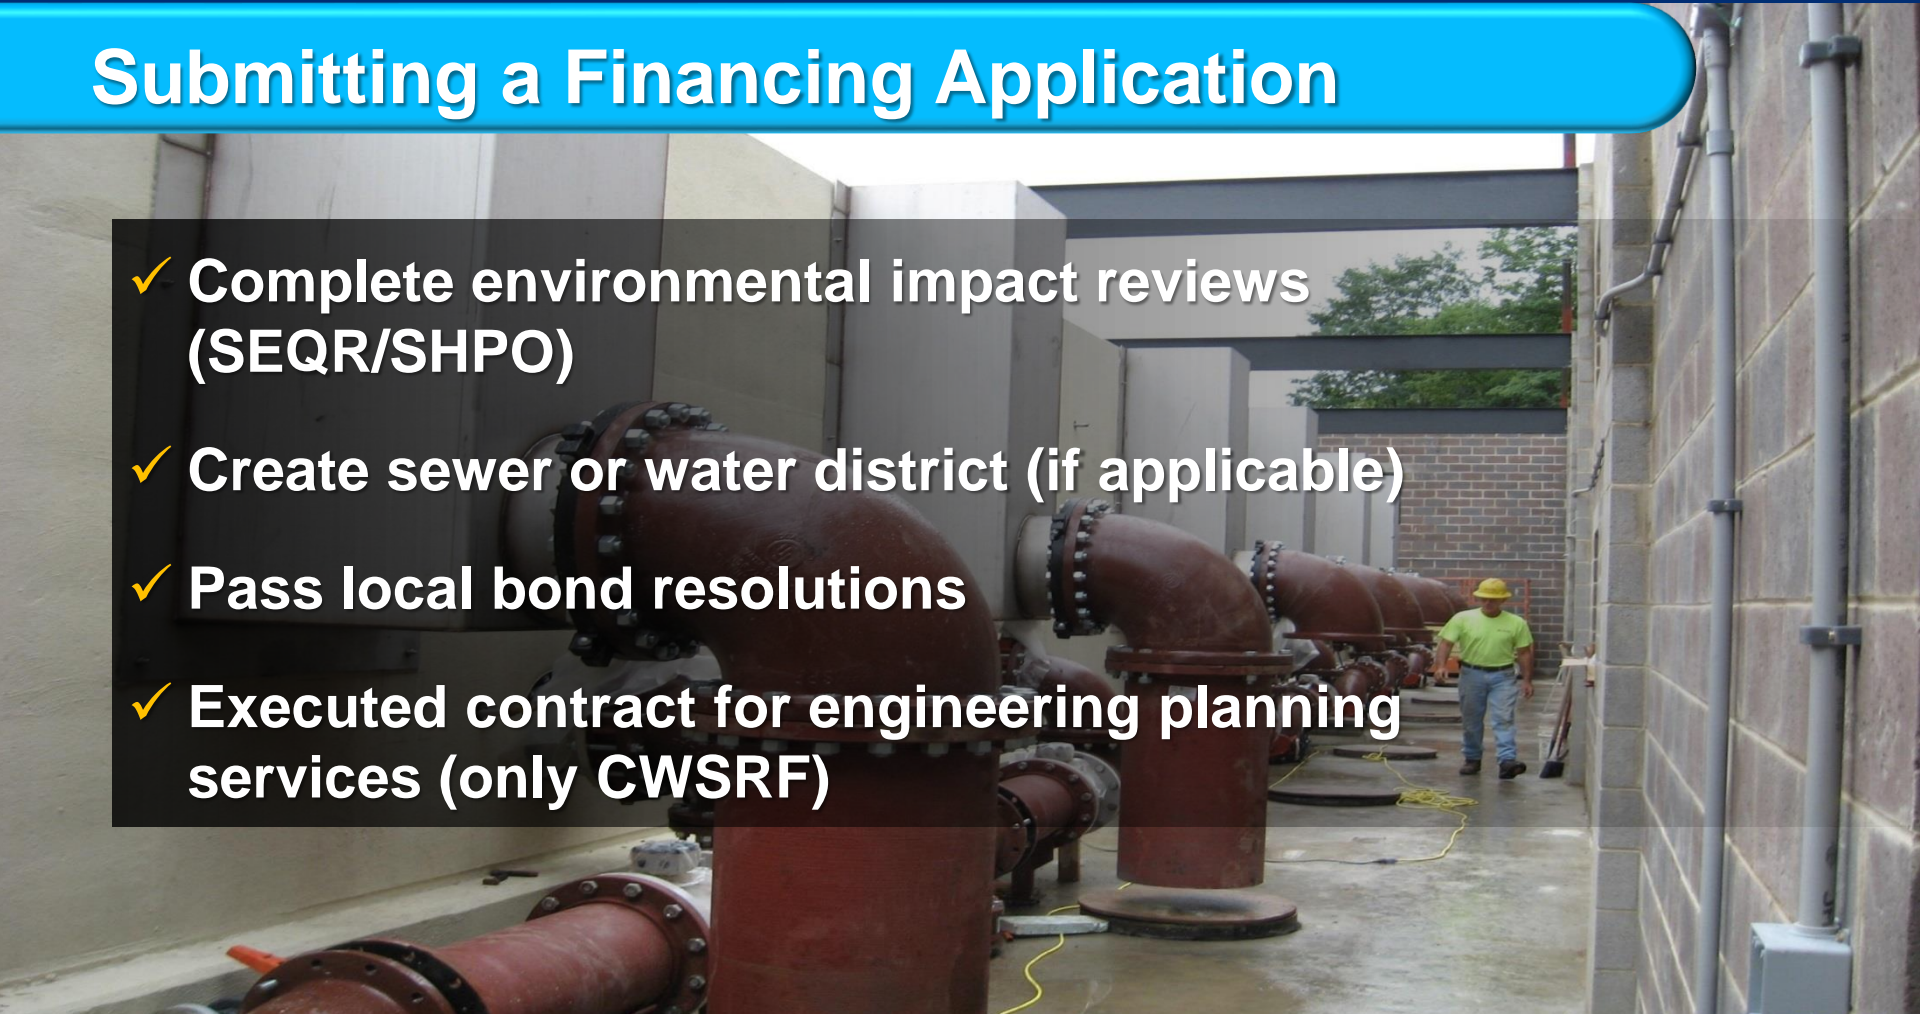 Submitting a Financing Application
✓ Complete environmental impact reviews
(SEQR/SHPO)
✓ Create sewer or water district (if applicable)
✓ Pass local bond resolutions
✓ Executed contract for engineering planning
services (only CWSRF)